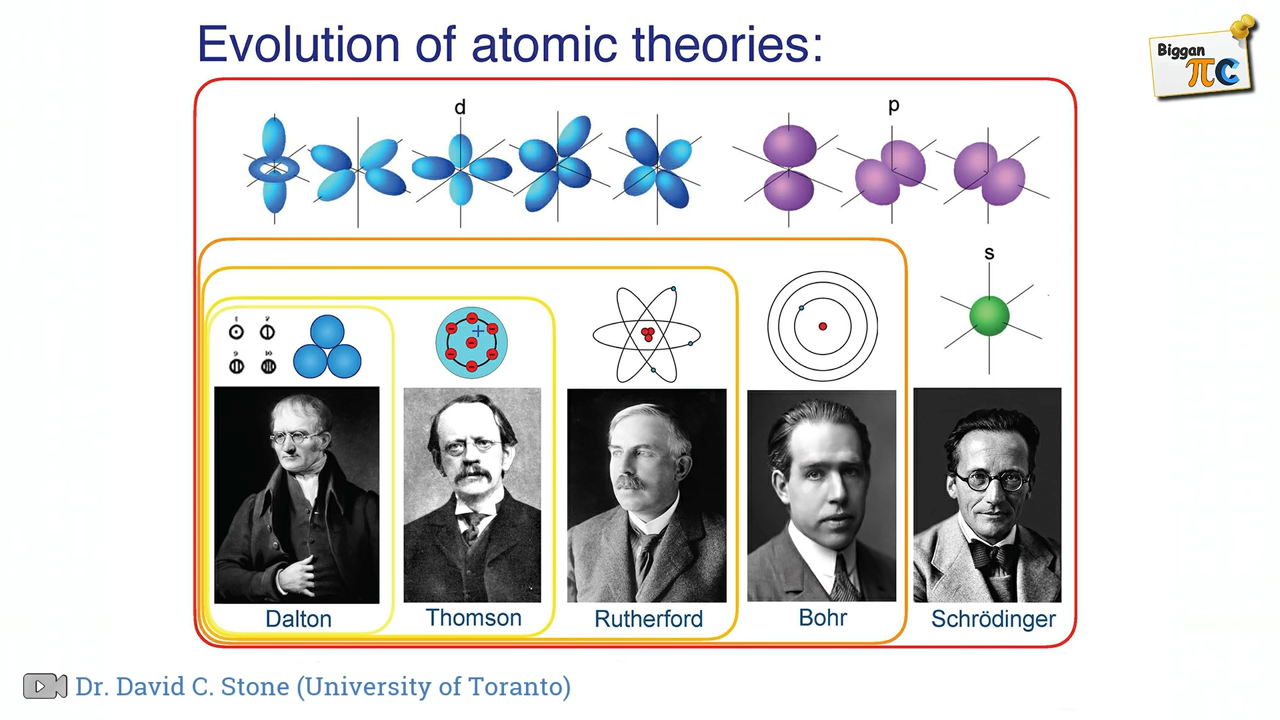 Evolution of atomic theories:
Biggan
πC
d
p
s
+
Dalton
Thomson
Rutherford
Bohr
Schrödinger
Dr. David C. Stone (University of Toranto)